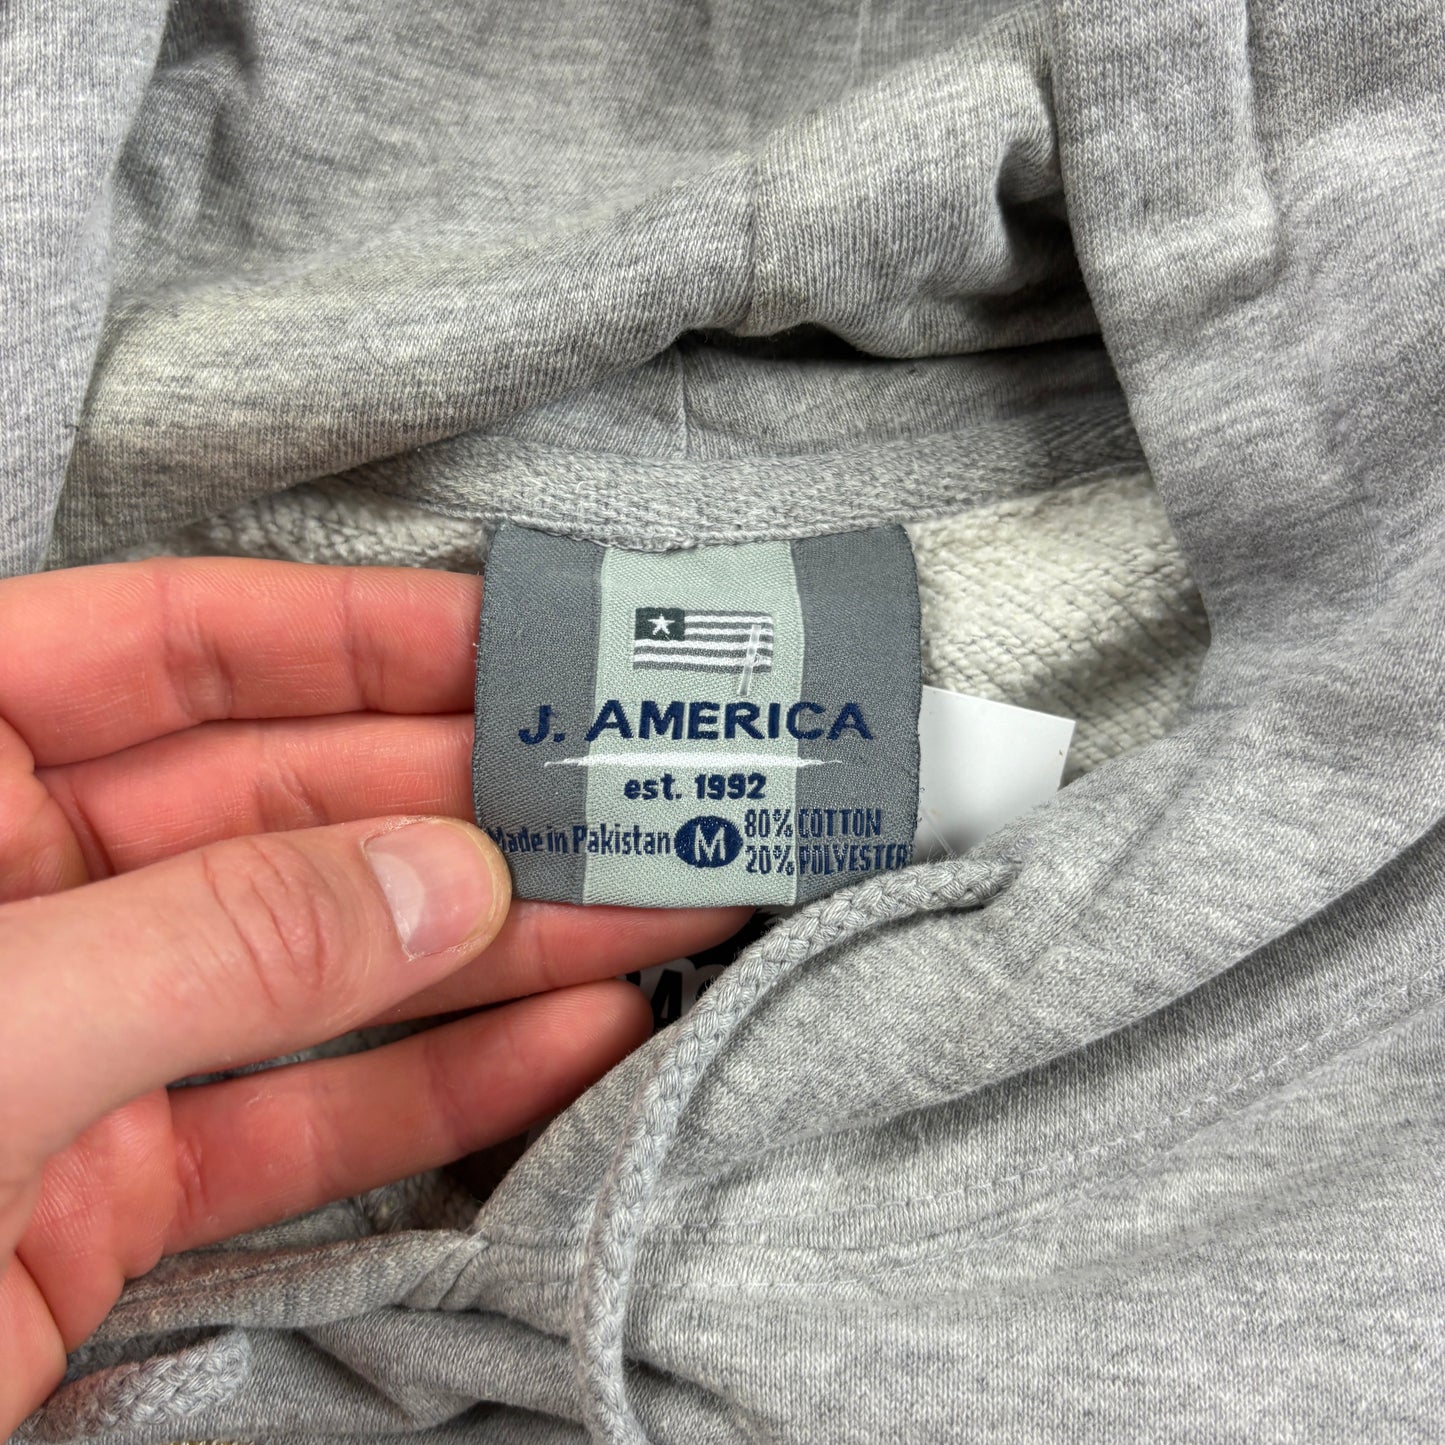 J. AMERICA
est. 1992
Made in Pakistan M 80% COTTON
20% POLYESTER